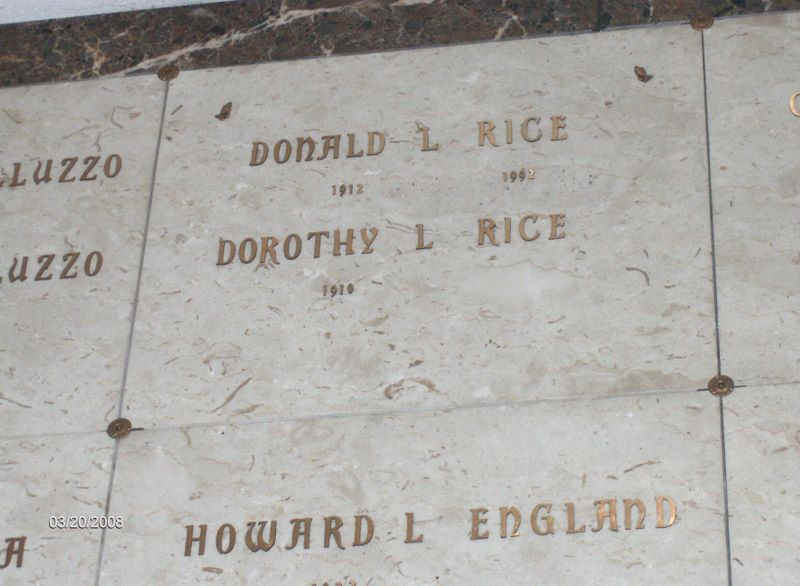 LUZZO
DONALD L RICE
1912 1992
LUZZO
DOROTHY L RICE
1910
HOWARD L ENGLAND
A
03/20/2008